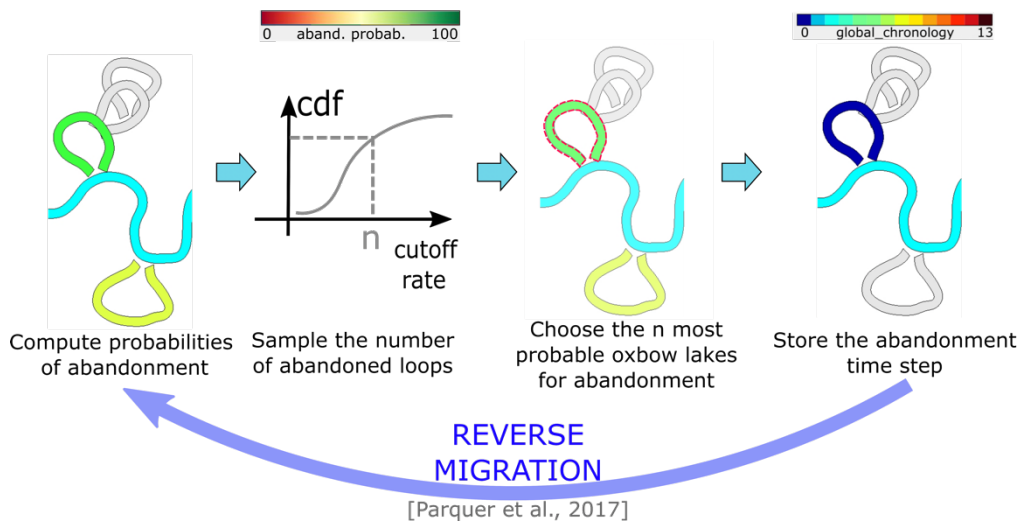 0 aband. probab. 100
0 global_chronology 13
cdf
n
cutoff
rate
Compute probabilities
of abandonment
Sample the number
of abandoned loops
Choose the n most
probable oxbow lakes
for abandonment
Store the abandonment
time step
REVERSE
MIGRATION
[Parquer et al., 2017]